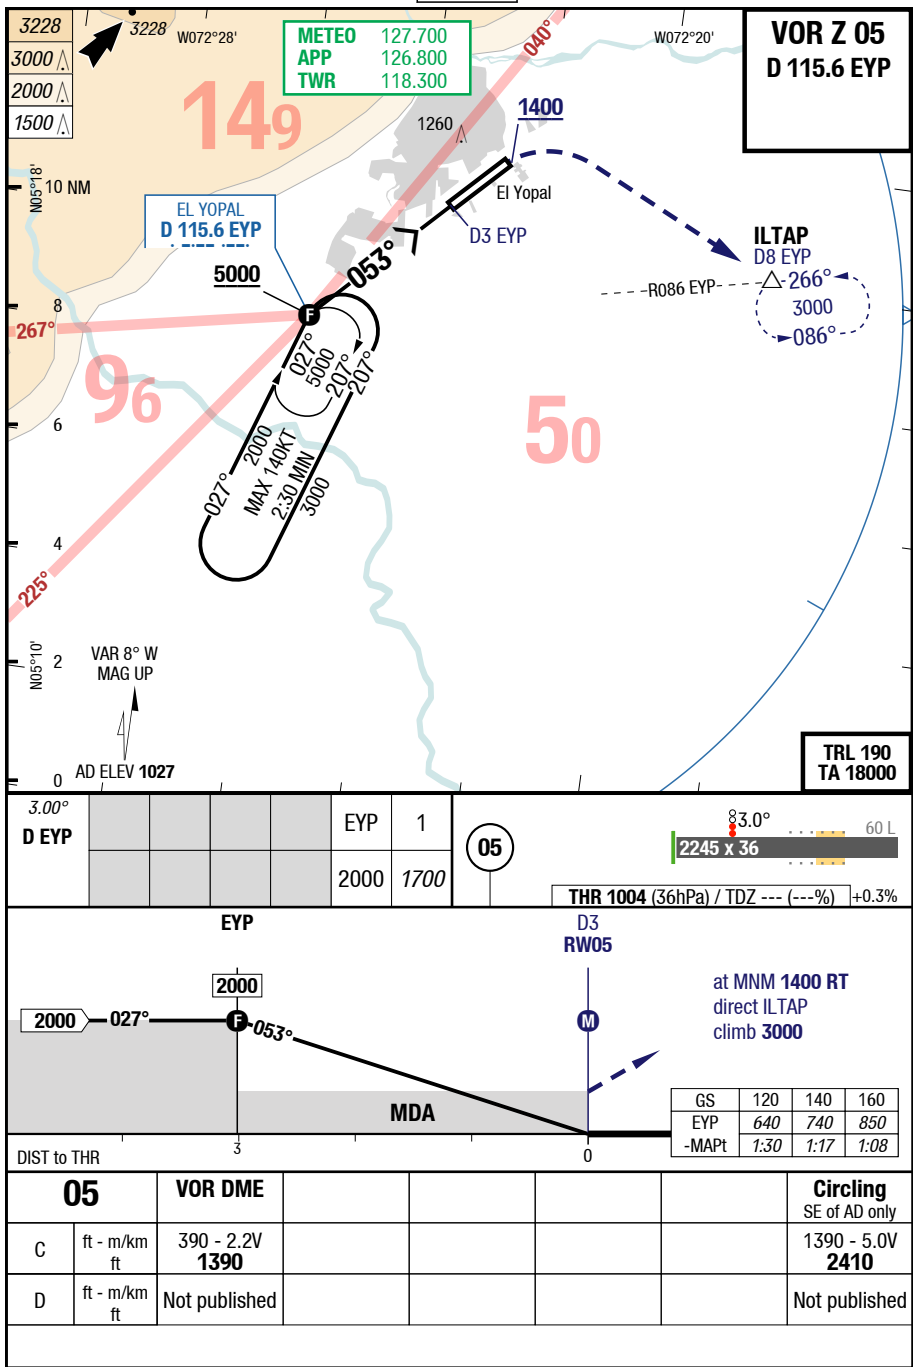 3228
3000
2000
1500
3228
W072°28'
METEO 127.700
APP 126.800
TWR 118.300
040°
W072°20'
VOR Z 05
D 115.6 EYP
149
1260
1400
N05°18'
10 NM
El Yopal
EL YOPAL
D 115.6 EYP
D3 EYP
5000
053°
ILTAP
D8 EYP
R086 EYP
266°
3000
086°
8
267°
F
027°
5000
207°
207°
96
50
6
2000
MAX 140KT
2:30 MIN
3000
027°
4
225°
N05°10'
2
VAR 8° W
MAG UP
0
AD ELEV 1027
TRL 190
TA 18000
3.00°
D EYP
EYP 1
2000 1700
05
3.0°
60 L
2245 x 36
THR 1004 (36hPa) / TDZ --- (---%) +0.3%
EYP
D3
RW05
2000
2000 027°
F
053°
M
at MNM 1400 RT
direct ILTAP
climb 3000
MDA
GS 120 140 160
EYP 640 740 850
-MAPt 1:30 1:17 1:08
DIST to THR
3
0
05 VOR DME Circling
SE of AD only
C ft - m/km 390 - 2.2V 1390 - 5.0V
ft 1390 2410
D ft - m/km Not published Not published
ft